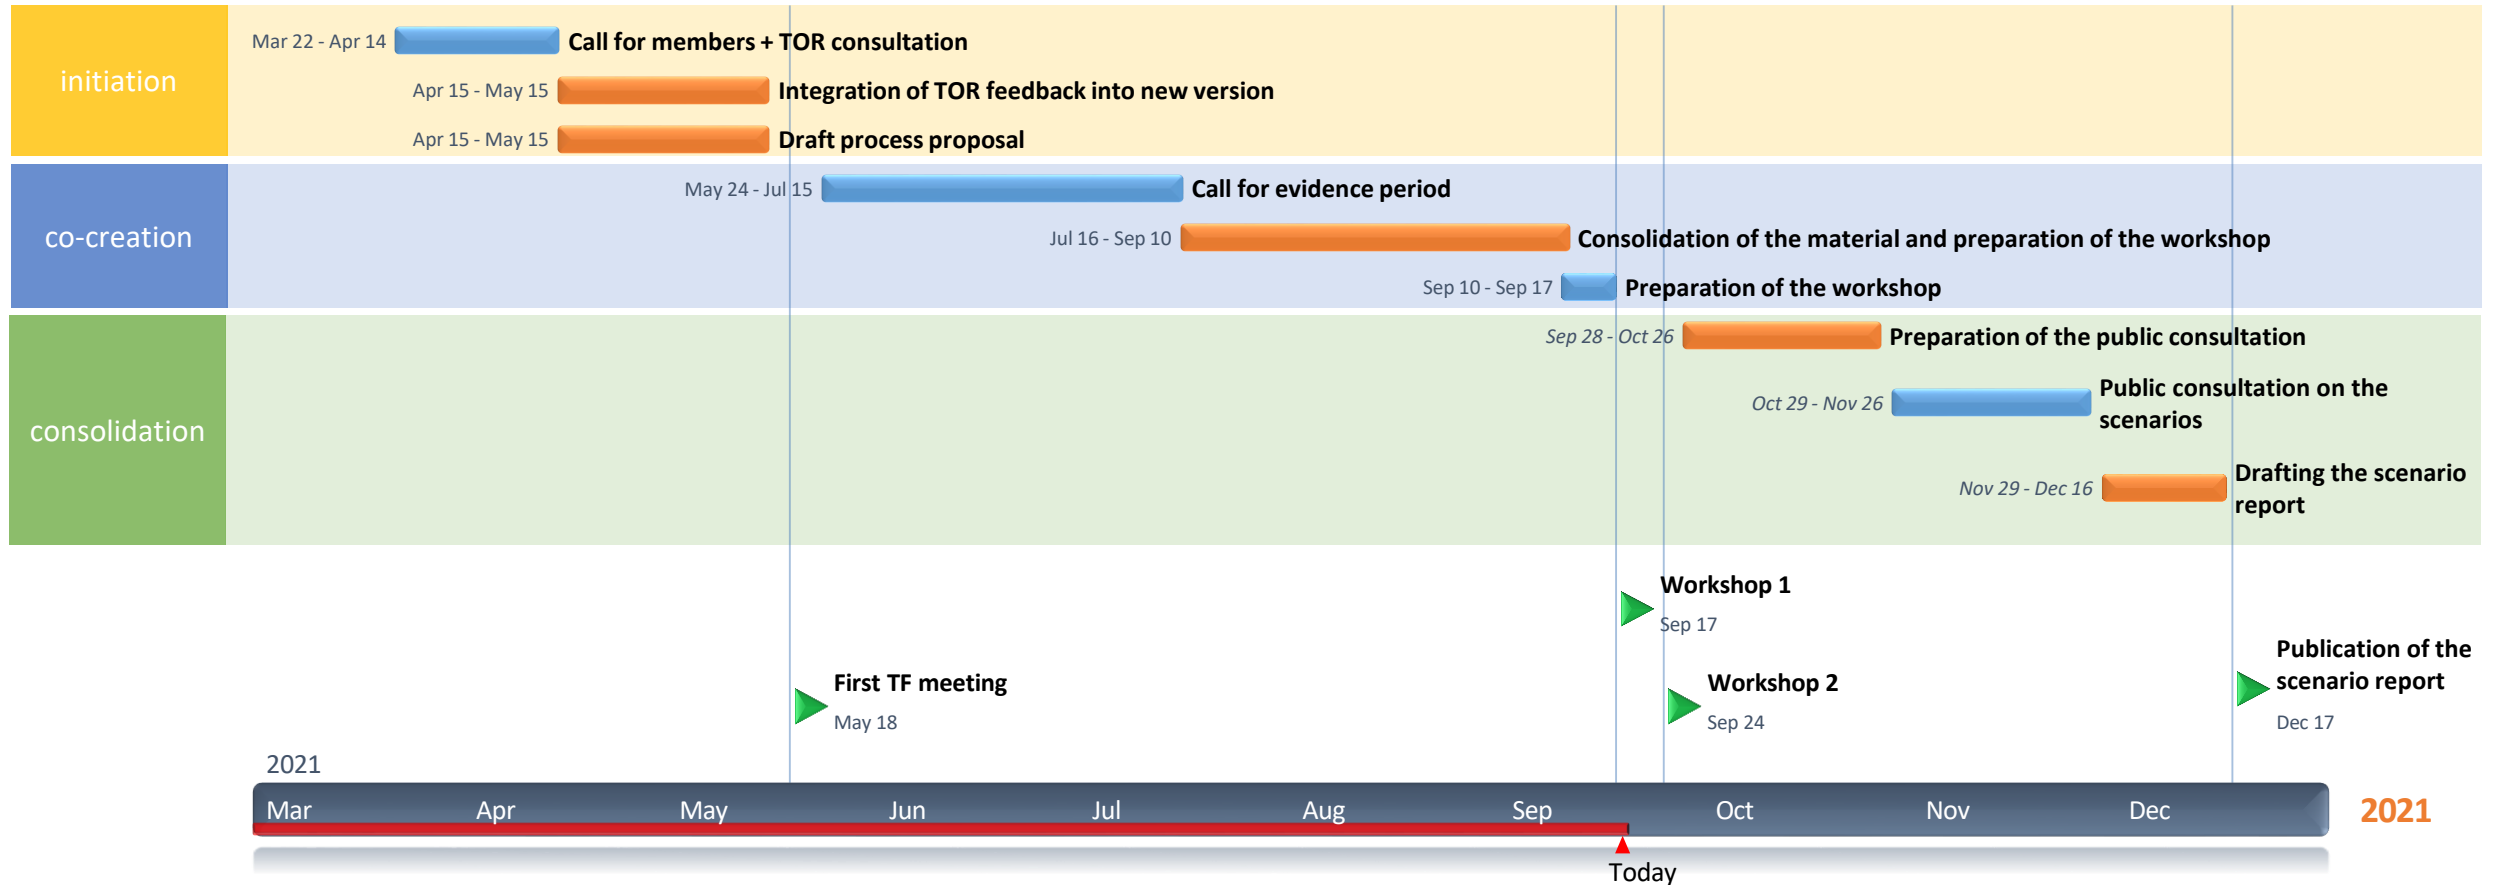 initiation
Mar 22 - Apr 14
Call for members + TOR consultation
Apr 15 - May 15
Integration of TOR feedback into new version
Apr 15 - May 15
Draft process proposal
co-creation
May 24 - Jul 15
Call for evidence period
Jul 16 - Sep 10
Consolidation of the material and preparation of the workshop
Sep 10 - Sep 17
Preparation of the workshop
consolidation
Sep 28 - Oct 26
Preparation of the public consultation
Oct 29 - Nov 26
Public consultation on the
scenarios
Nov 29 - Dec 16
Drafting the scenario
report
Workshop 1
Sep 17
First TF meeting
May 18
Workshop 2
Sep 24
Publication of the
scenario report
Dec 17
2021
Mar Apr May Jun Jul Aug Sep Oct Nov Dec
2021
Today